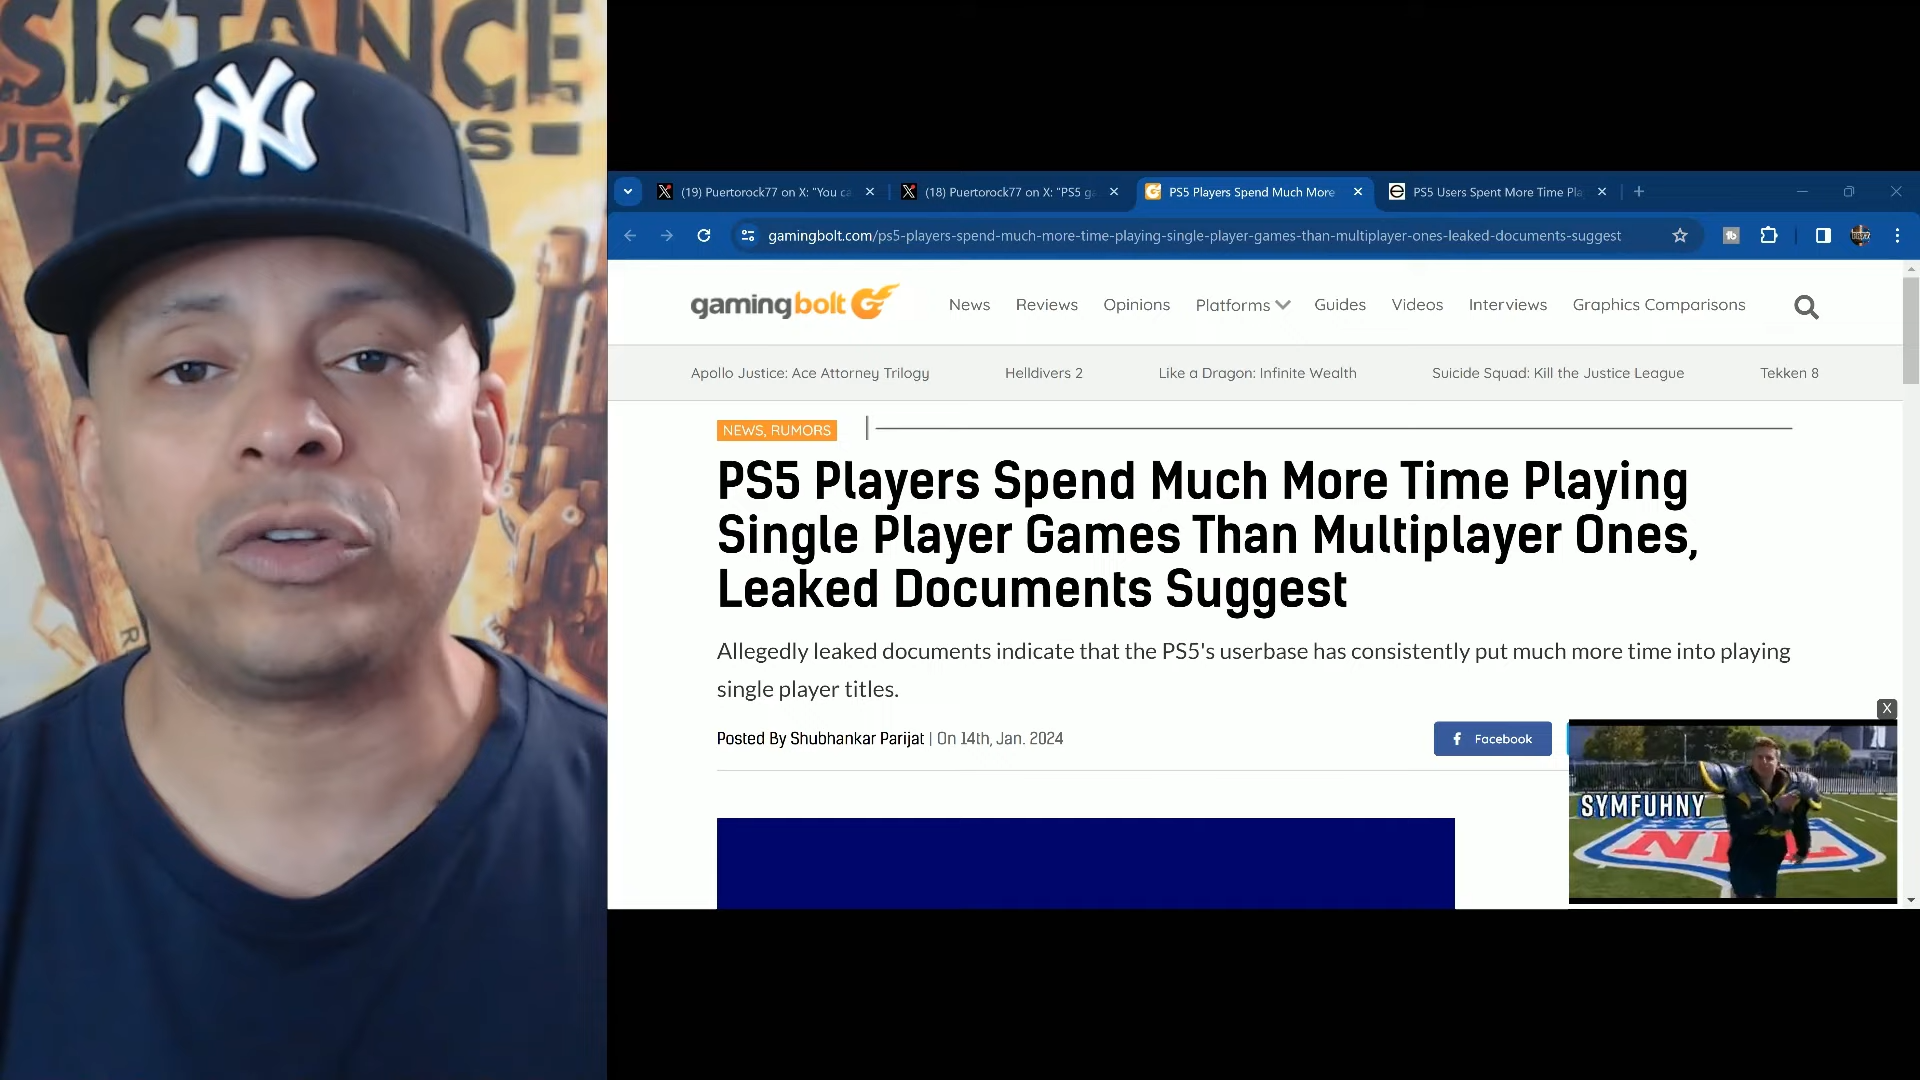 SISTANCE
(19) Puertorock77 on X: "You ca
(18) Puertorock77 on X: "PS5 ga
PS5 Players Spend Much More
PS5 Users Spent More Time Pla
gamingbolt.com/ps5-players-spend-much-more-time-playing-single-player-games-than-multiplayer-ones-leaked-documents-suggest
gamingbolt
News
Reviews
Opinions
Platforms
Guides
Videos
Interviews
Graphics Comparisons
Apollo Justice: Ace Attorney Trilogy
Helldivers 2
Like a Dragon: Infinite Wealth
Suicide Squad: Kill the Justice League
Tekken 8
NEWS, RUMORS
PS5 Players Spend Much More Time Playing
Single Player Games Than Multiplayer Ones,
Leaked Documents Suggest
Allegedly leaked documents indicate that the PS5's userbase has consistently put much more time into playing
single player titles.
Posted By Shubhankar Parijat | On 14th, Jan. 2024
Facebook
X
SYMFUHNY
NY